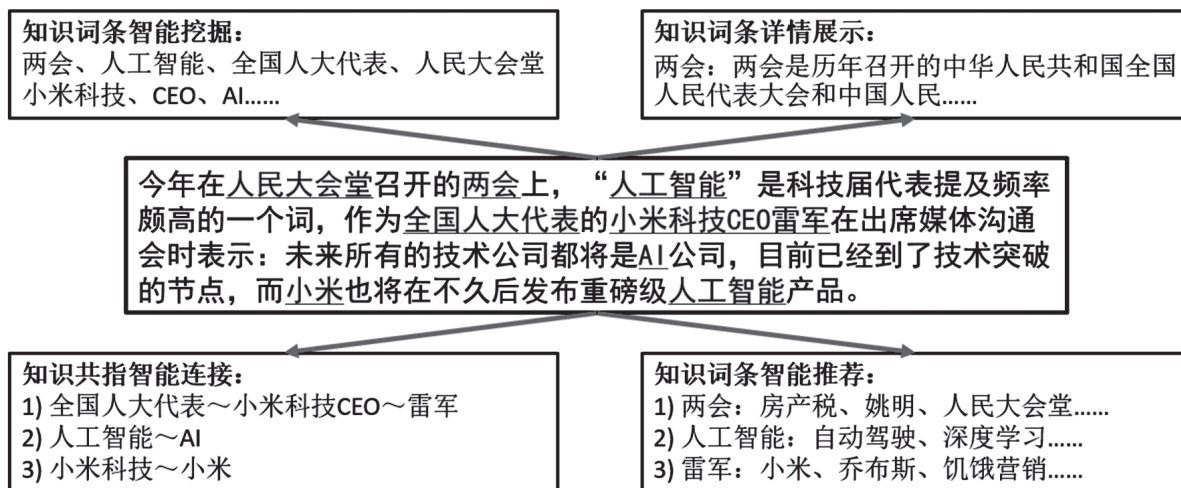 知识词条智能挖掘：
两会、人工智能、全国人大代表、人民大会堂
小米科技、CEO、AI……
知识词条详情展示：
两会：两会是历年召开的中华人民共和国全国
人民代表大会和中国人民……
今年在人民大会堂召开的两会上，“人工智能”是科技届代表提及频率
颇高的一个词，作为全国人大代表的小米科技CEO雷军在出席媒体沟通
会时表示：未来所有的技术公司都将是AI公司，目前已经到了技术突破
的节点，而小米也将在不久后发布重磅级人工智能产品。
知识共指智能连接：
1) 全国人大代表～小米科技CEO～雷军
2) 人工智能～AI
3) 小米科技～小米
知识词条智能推荐：
1) 两会：房产税、姚明、人民大会堂……
2) 人工智能：自动驾驶、深度学习……
3) 雷军：小米、乔布斯、饥饿营销……